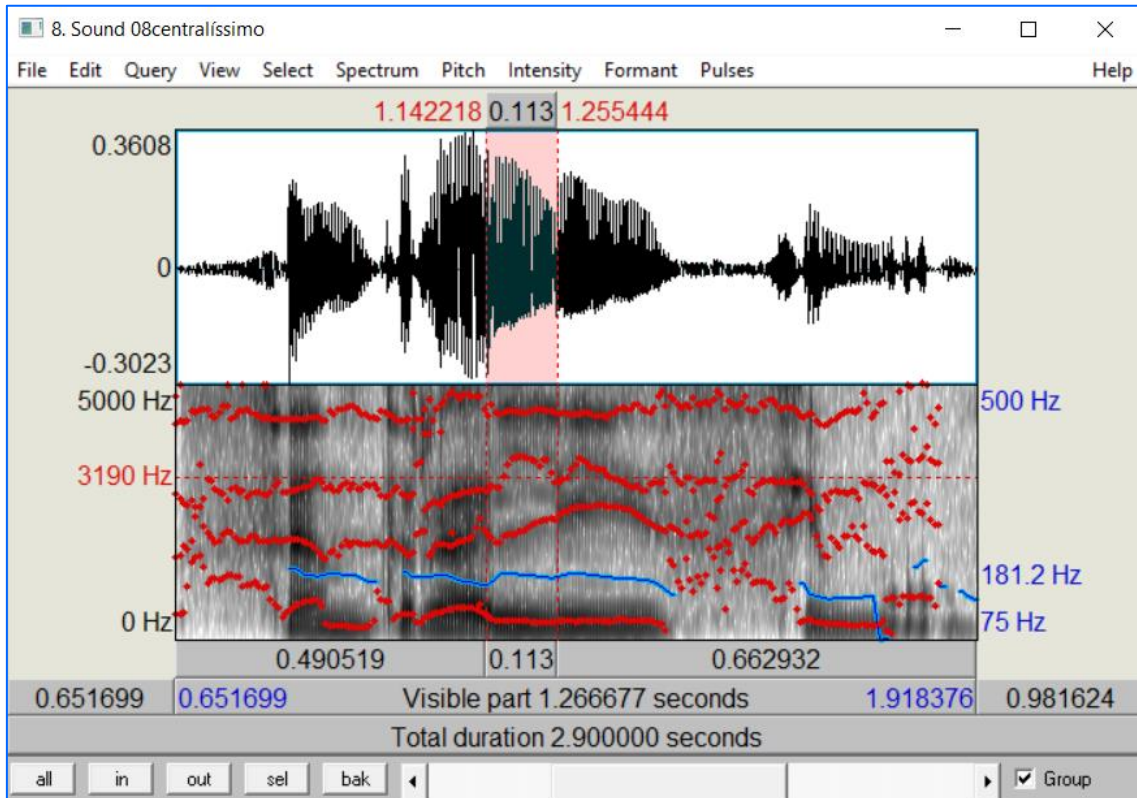 8. Sound 08centralíssimo
File Edit Query View Select Spectrum Pitch Intensity Formant Pulses Help
1.142218 0.113 1.255444
0.3608
0
-0.3023
5000 Hz 500 Hz
3190 Hz
181.2 Hz
0 Hz 75 Hz
0.490519 0.113 0.662932
0.651699 0.651699 Visible part 1.266677 seconds 1.918376 0.981624
Total duration 2.900000 seconds
all in out sel bak Group